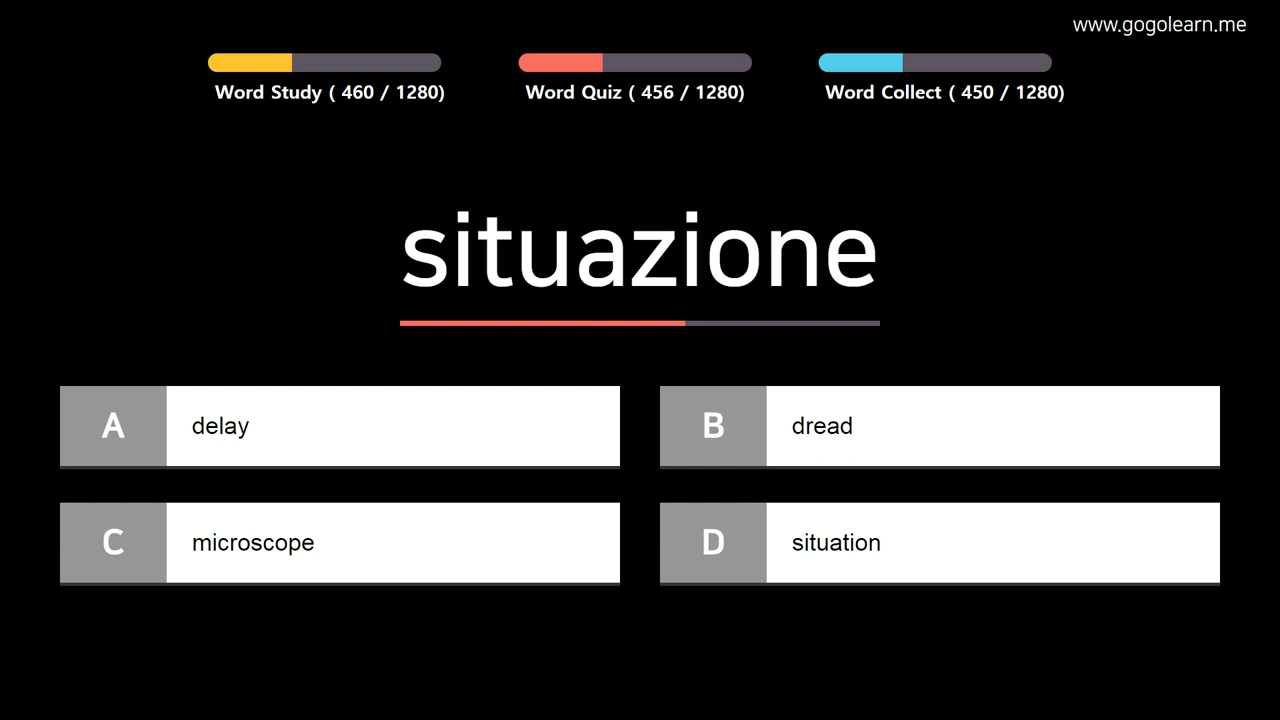 www.gogolearn.me
Word Study ( 460 / 1280)
Word Quiz ( 456 / 1280)
Word Collect ( 450 / 1280)
situazione
A
delay
B
dread
C
microscope
D
situation